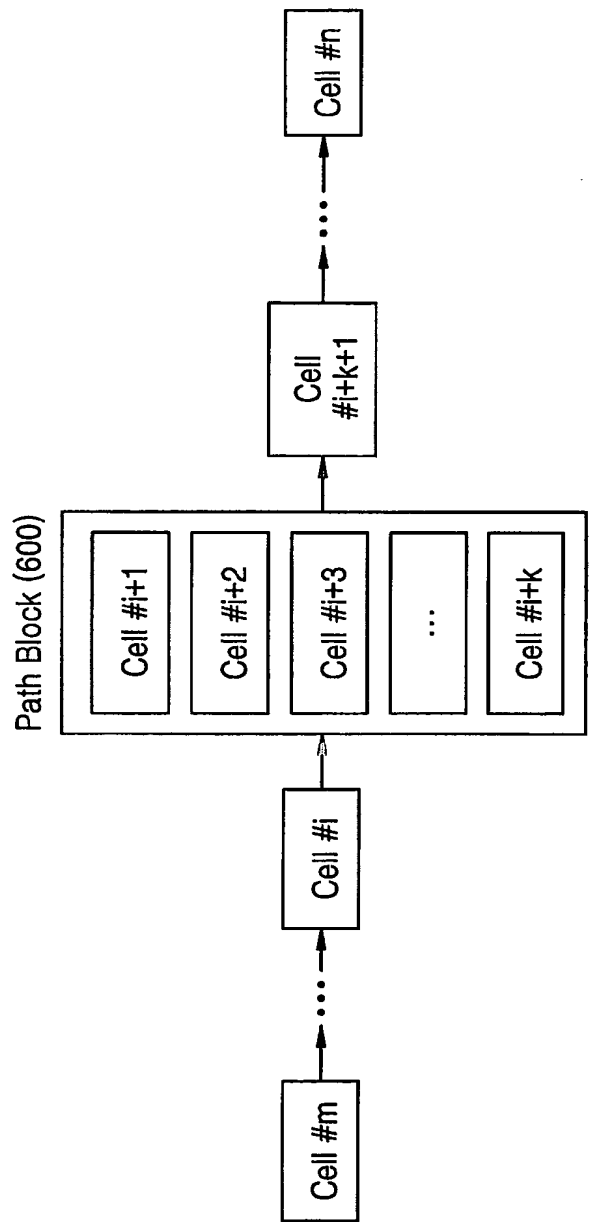 Path Block (600)
Cell #m
....
Cell #i
Cell #i+1
Cell #i+2
Cell #i+3
...
Cell #i+k
Cell
#i+k+1
....
Cell #n